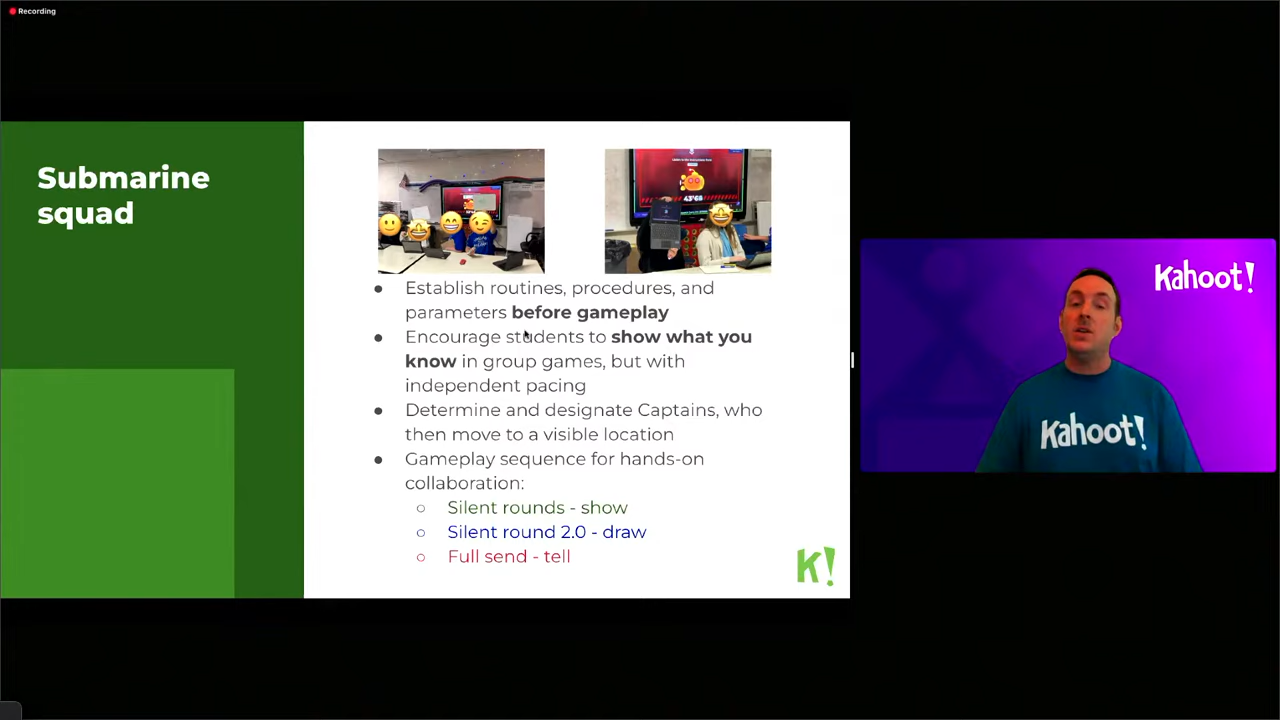 Recording
Submarine
squad
Establish routines, procedures, and
parameters before gameplay
Encourage students to show what you
know in group games, but with
independent pacing
Determine and designate Captains, who
then move to a visible location
Gameplay sequence for hands-on
collaboration:
Silent rounds - show
Silent round 2.0 - draw
Full send - tell
K!
Kahoot!
Kahoot!